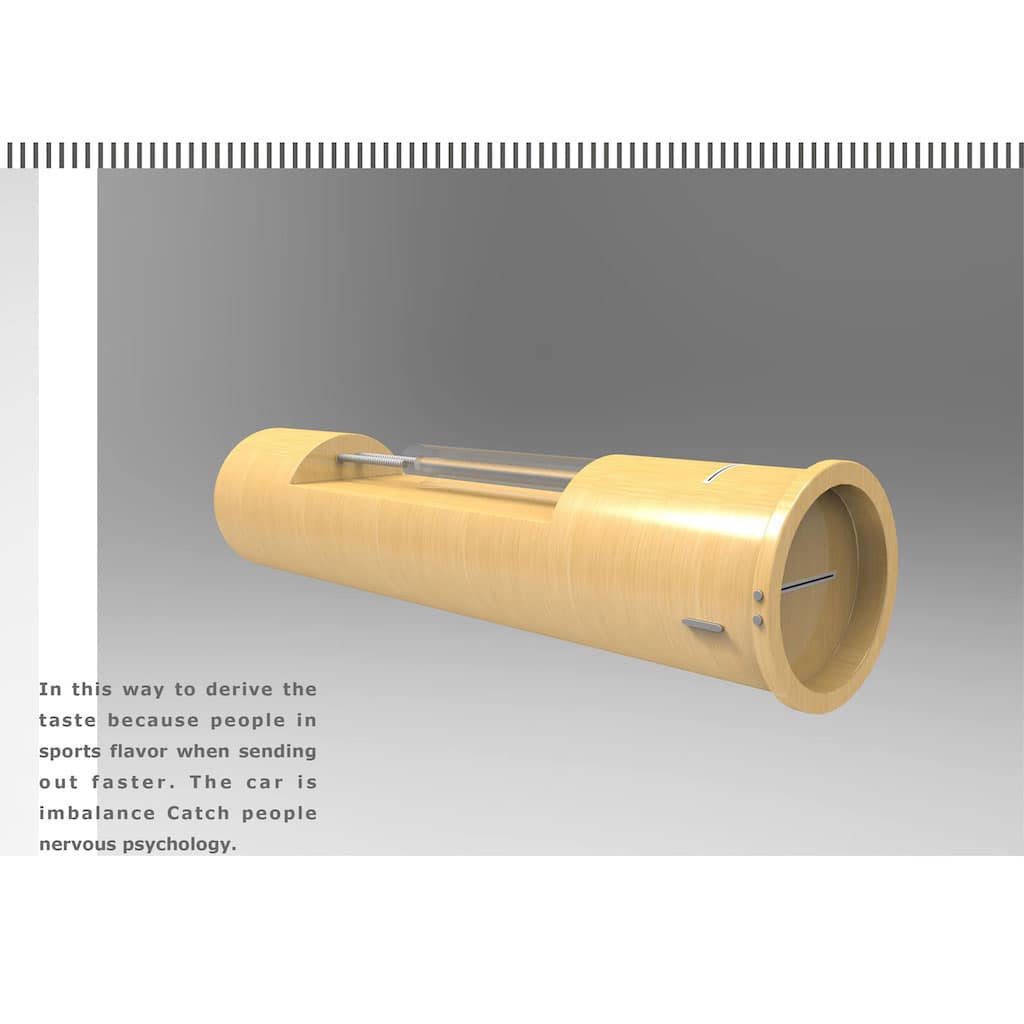 In this way to derive the
taste because people in
sports flavor when sending
out faster. The car is
imbalance Catch people
nervous psychology.